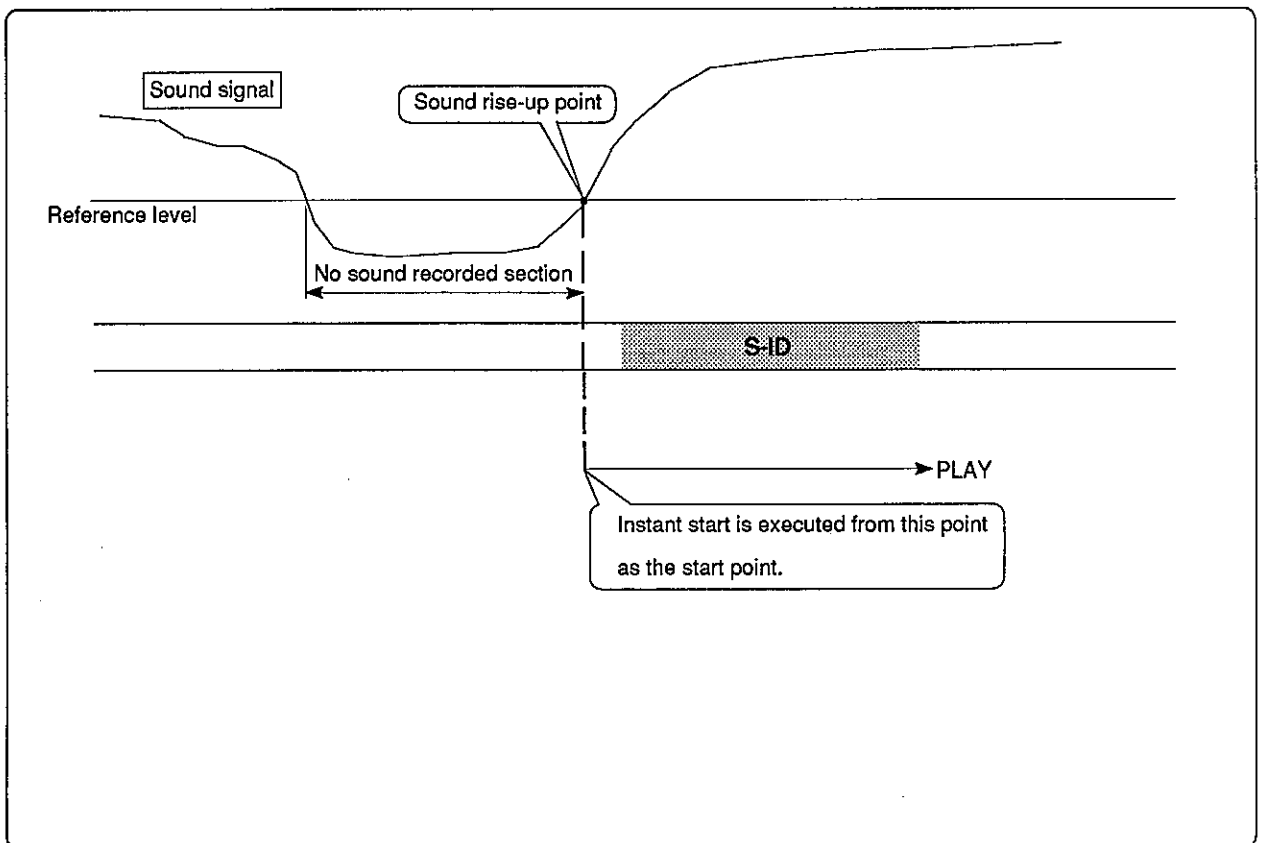 Sound signal
Sound rise-up point
Reference level
No sound recorded section
S-ID
PLAY
Instant start is executed from this point
as the start point.